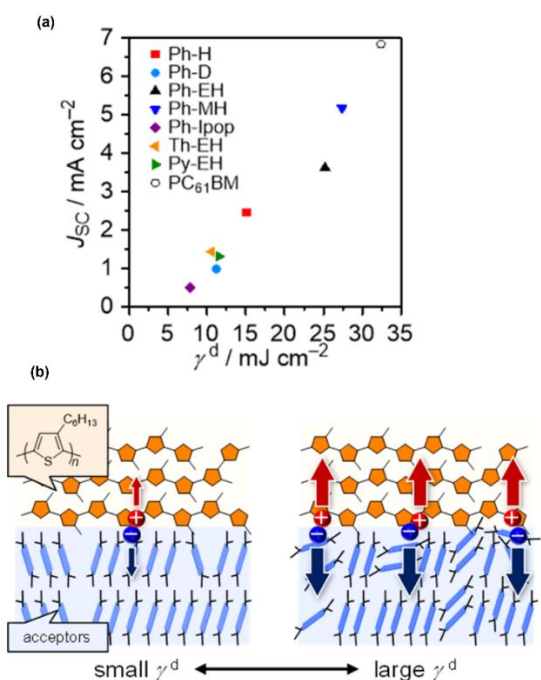 (a)
7
6
5
4
3
2
1
0
J_SC / mA cm⁻²
Ph-H
Ph-D
Ph-EH
Ph-MH
Ph-Ipop
Th-EH
Py-EH
PC₆₁BM
0 5 10 15 20 25 30 35
γᵈ / mJ cm⁻²
(b)
C₆H₁₃
S n
+ + + +
− − − −
acceptors
small γᵈ large γᵈ